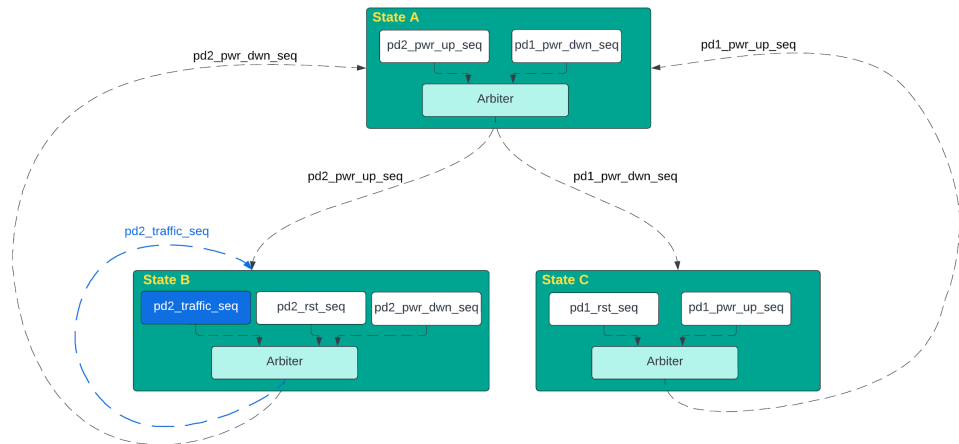 State A
pd2_pwr_up_seq
pd1_pwr_dwn_seq
Arbiter
pd2_pwr_dwn_seq
pd1_pwr_up_seq
pd2_pwr_up_seq
pd1_pwr_dwn_seq
pd2_traffic_seq
State B
pd2_traffic_seq
pd2_rst_seq
pd2_pwr_dwn_seq
Arbiter
State C
pd1_rst_seq
pd1_pwr_up_seq
Arbiter